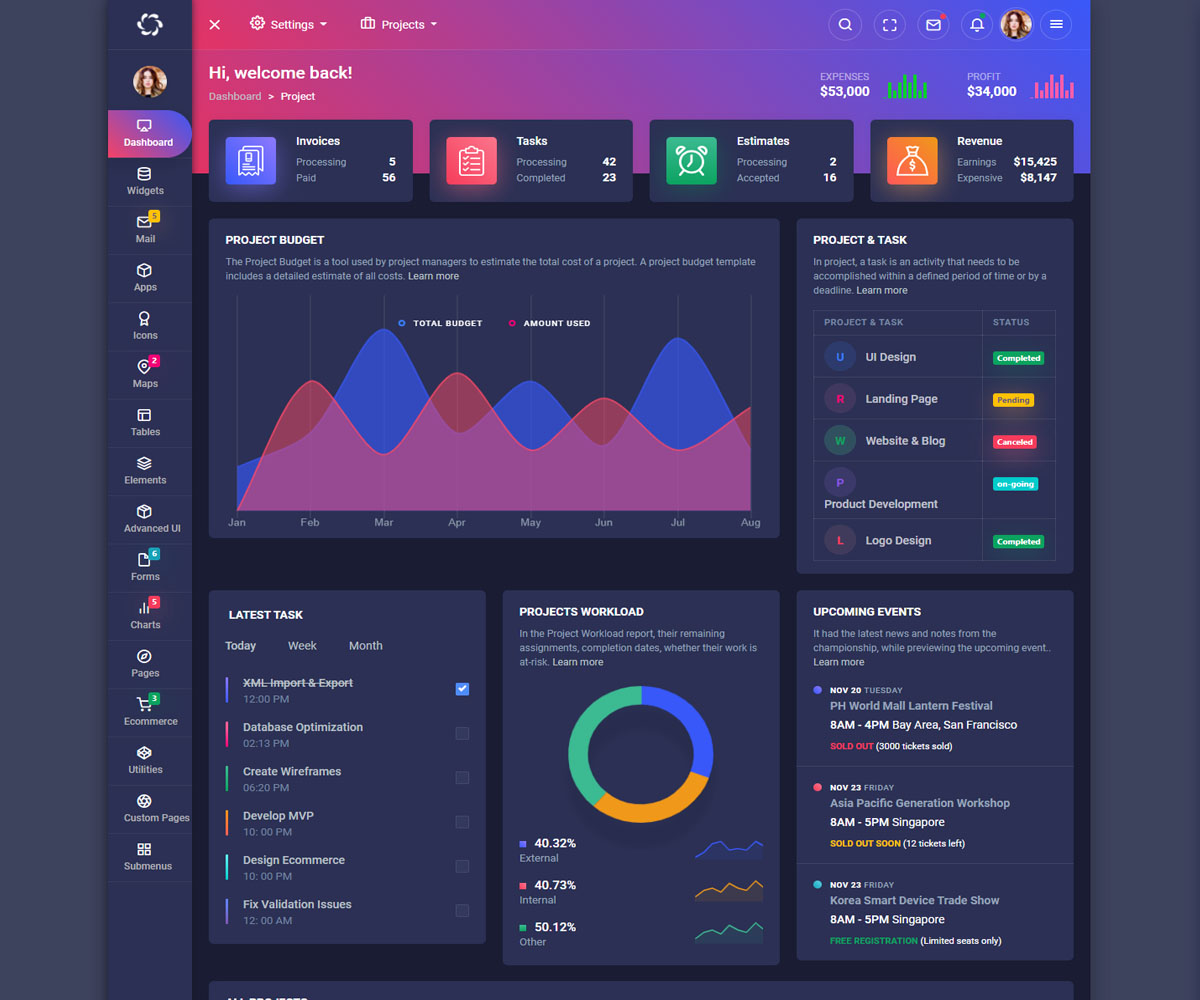 Settings
Projects
Hi, welcome back!
Dashboard > Project
EXPENSES
$53,000
PROFIT
$34,000
Dashboard
Widgets
5
Mail
Apps
Icons
2
Maps
Tables
Elements
Advanced UI
6
Forms
5
Charts
Pages
3
Ecommerce
Utilities
Custom Pages
Submenus
Invoices
Processing 5
Paid 56
Tasks
Processing 42
Completed 23
Estimates
Processing 2
Accepted 16
$
Revenue
Earnings $15,425
Expensive $8,147
PROJECT BUDGET
The Project Budget is a tool used by project managers to estimate the total cost of a project. A project budget template
includes a detailed estimate of all costs. Learn more
TOTAL BUDGET AMOUNT USED
Jan Feb Mar Apr May Jun Jul Aug
PROJECT & TASK
In project, a task is an activity that needs to be
accomplished within a defined period of time or by a
deadline. Learn more
PROJECT & TASK STATUS
U UI Design Completed
R Landing Page Pending
W Website & Blog Canceled
P on-going
Product Development
L Logo Design Completed
LATEST TASK
Today Week Month
XML Import & Export
12:00 PM
Database Optimization
02:13 PM
Create Wireframes
06:20 PM
Develop MVP
10: 00 PM
Design Ecommerce
10: 00 PM
Fix Validation Issues
12: 00 AM
PROJECTS WORKLOAD
In the Project Workload report, their remaining
assignments, completion dates, whether their work is
at-risk. Learn more
40.32%
External
40.73%
Internal
50.12%
Other
UPCOMING EVENTS
It had the latest news and notes from the
championship, while previewing the upcoming event..
Learn more
NOV 20 TUESDAY
PH World Mall Lantern Festival
8AM - 4PM Bay Area, San Francisco
SOLD OUT (3000 tickets sold)
NOV 23 FRIDAY
Asia Pacific Generation Workshop
8AM - 5PM Singapore
SOLD OUT SOON (12 tickets left)
NOV 23 FRIDAY
Korea Smart Device Trade Show
8AM - 5PM Singapore
FREE REGISTRATION (Limited seats only)
ALL PROJECTS